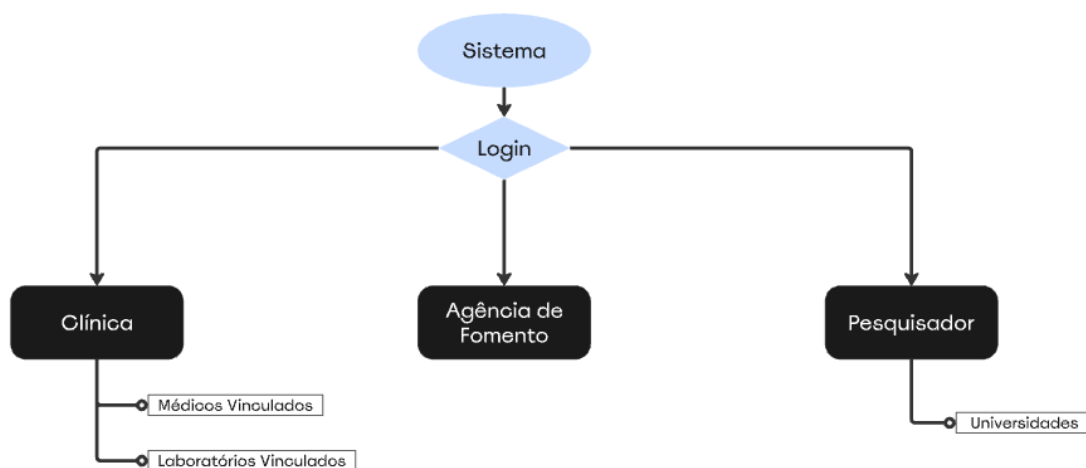 Sistema
Login
Clínica
Agência de
Fomento
Pesquisador
Médicos Vinculados
Universidades
Laboratórios Vinculados